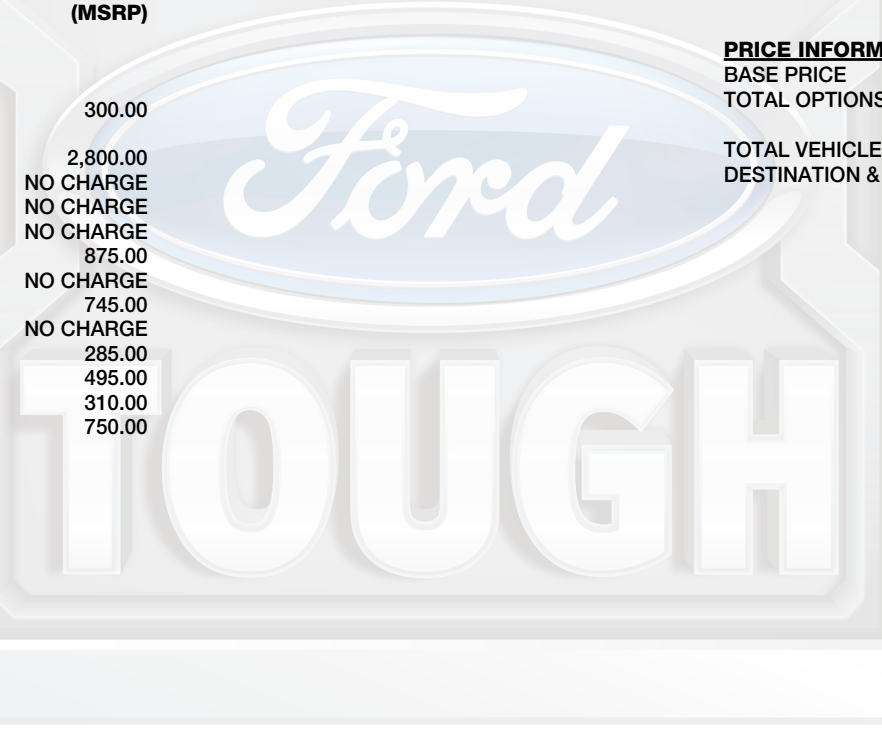 (MSRP)
300.00
2,800.00
NO CHARGE
NO CHARGE
NO CHARGE
875.00
NO CHARGE
745.00
NO CHARGE
285.00
495.00
310.00
750.00
PRICE INFORM
BASE PRICE
TOTAL OPTIONS
TOTAL VEHICLE
DESTINATION &
Ford
TOUGH